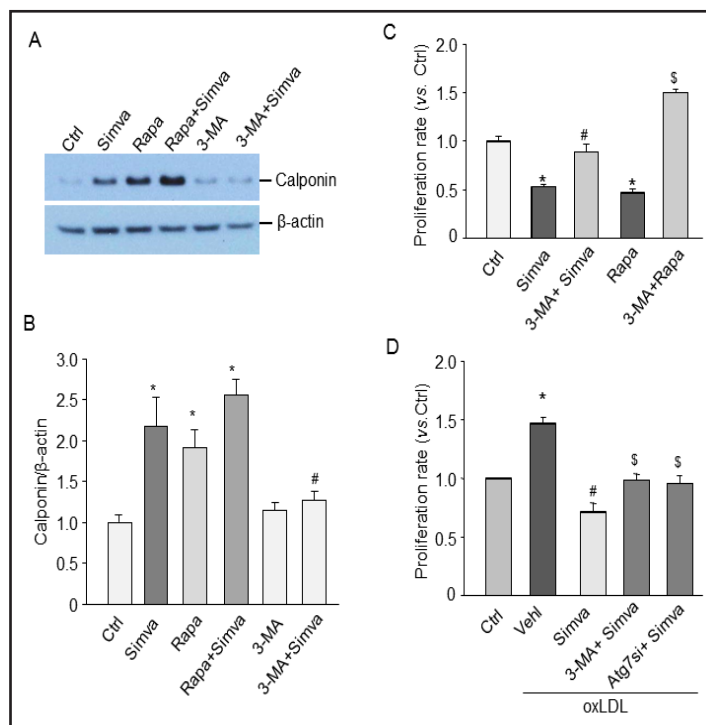 A
Ctrl
Simva
Rapa
Rapa+Simva
3-MA
3-MA+Simva
Calponin
β-actin
B
Calponin/β-actin
3.0
2.5
2.0
1.5
1.0
0.5
0
*
*
*
#
Ctrl
Simva
Rapa
Rapa+Simva
3-MA
3-MA+Simva
C
Proliferation rate (vs. Ctrl)
2.0
1.5
1.0
0.5
0
*
#
*
$
Ctrl
Simva
3-MA+ Simva
Rapa
3-MA+Rapa
D
Proliferation rate (vs.Ctrl)
2.0
1.5
1.0
0.5
0
*
#
$
$
Ctrl
Vehl
Simva
3-MA+ Simva
Atg7si+ Simva
oxLDL